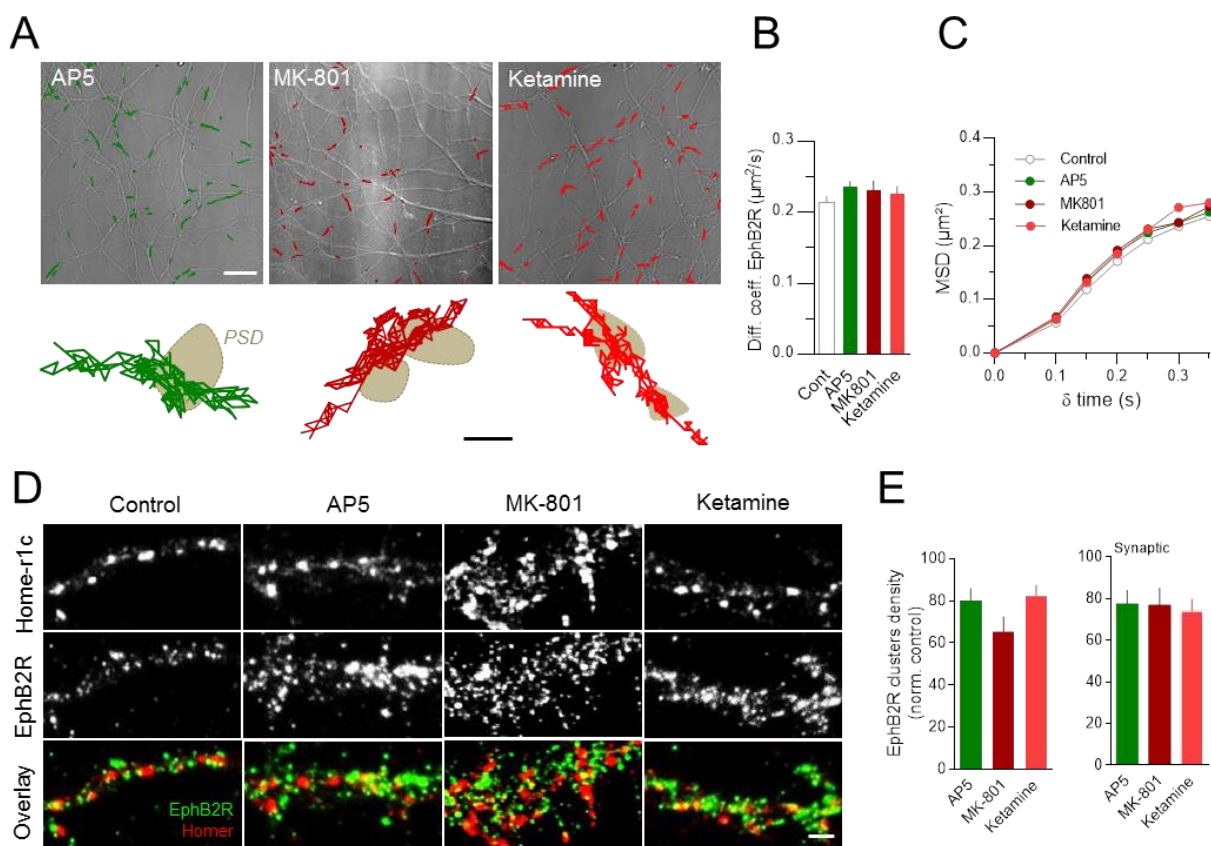 A
AP5
MK-801
Ketamine
PSD
B
Diff. coeff. EphB2R (µm²/s)
0.3
0.2
0.1
0.0
Cont
AP5
MK801
Ketamine
C
MSD (µm²)
0.4
0.3
0.2
0.1
0.0
Control
AP5
MK801
Ketamine
0.0
0.1
0.2
0.3
δ time (s)
D
Control
AP5
MK-801
Ketamine
Home-r1c
EphB2R
Overlay
EphB2R
Homer
E
EphB2R dusters density
(norm. control)
100
80
60
40
20
0
AP5
MK-801
Ketamine
Synaptic
100
80
60
40
20
0
AP5
MK-801
Ketamine